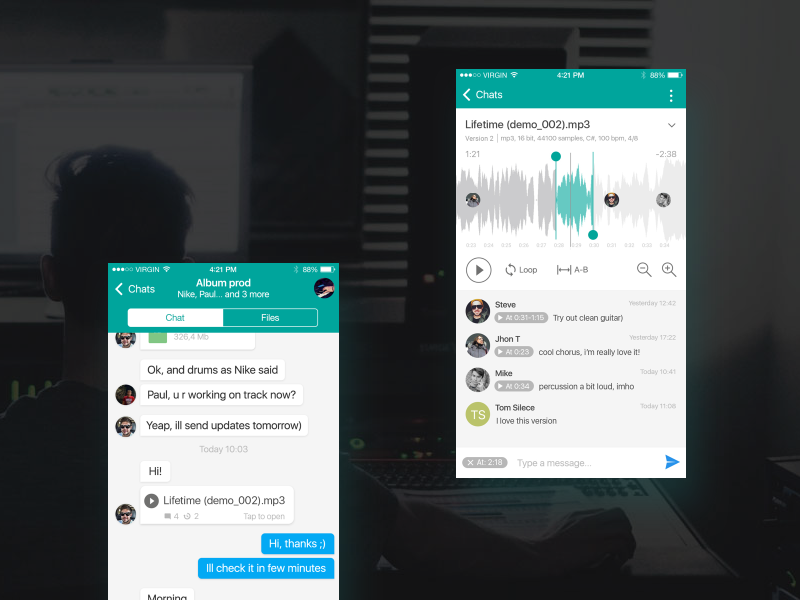 VIRGIN 4:21 PM 88%
Chats Album prod
Nike, Paul... and 3 more
Chat Files
326,4 Mb
Ok, and drums as Nike said
Paul, u r working on track now?
Yeap, ill send updates tomorrow)
Today 10:03
Hi!
Lifetime (demo_002).mp3
4 2 Tap to open
Hi, thanks ;)
Ill check it in few minutes
Morning
VIRGIN 4:21 PM 88%
Chats
Lifetime (demo_002).mp3
Version 2 | mp3, 16 bit, 44100 samples, C#, 100 bpm, 4/8
1:21 -2:38
Loop A-B
Steve Yesterday 12:42
At 0:31-1:15 Try out clean guitar)
Jhon T Yesterday 17:22
At 0:23 cool chorus, i'm really love it!
Mike Today 10:41
At 0:34 percussion a bit loud, imho
Tom Silece Today 11:08
TS I love this version
At: 2:18 Type a message...